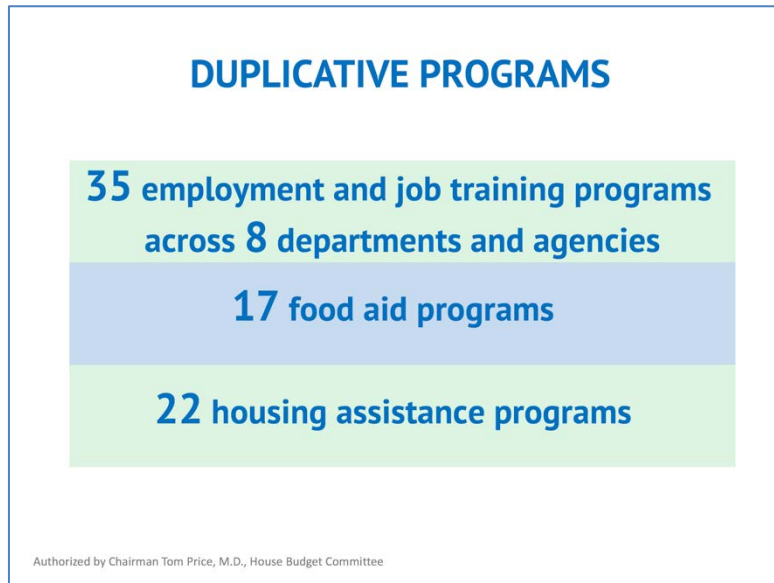 DUPLICATIVE PROGRAMS
35 employment and job training programs
across 8 departments and agencies
17 food aid programs
22 housing assistance programs
Authorized by Chairman Tom Price, M.D., House Budget Committee